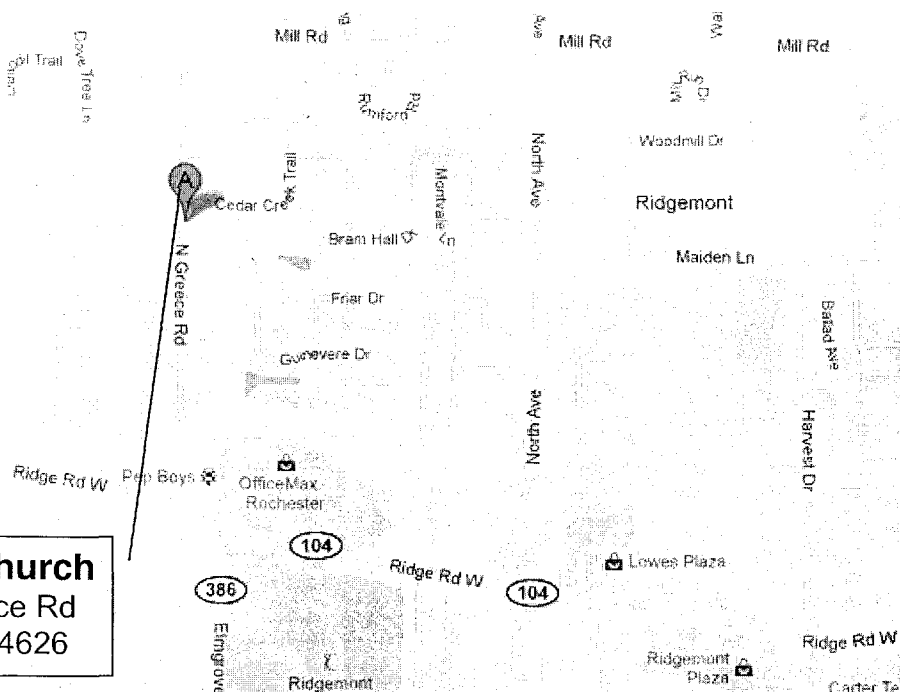 Mill Rd
Ave
Mill Rd
Mill Rd
Trail
Dove Tree Ln
Rumford Rd
Woodmill Dr
North Ave
A
Cedar Creek Trail
Montvale Ln
Ridgemont
Bram Hall
Maiden Ln
N Greece Rd
Friar Dr
Ballad Ave
Guinevere Dr
North Ave
Harvest Dr
Ridge Rd W
Pep Boys
OfficeMax
Rochester
104
Ridge Rd W
Lowes Plaza
hurch
ce Rd
4626
386
104
Elmgrove
Ridge Rd W
Ridgemont
Plaza
Ridgemont
Carter Te